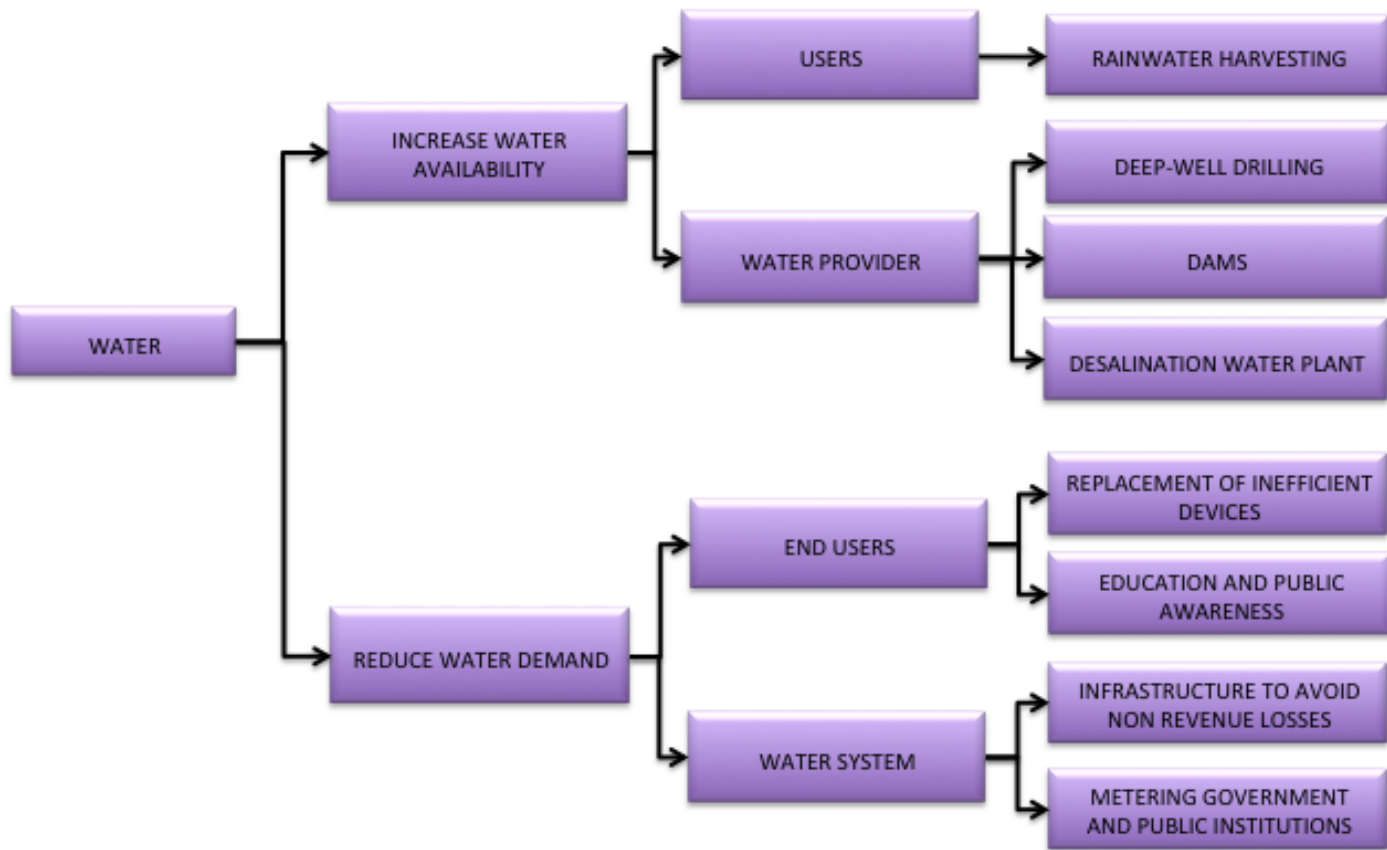 USERS
RAINWATER HARVESTING
INCREASE WATER
AVAILABILITY
DEEP-WELL DRILLING
WATER PROVIDER
DAMS
WATER
DESALINATION WATER PLANT
REPLACEMENT OF INEFFICIENT
DEVICES
END USERS
EDUCATION AND PUBLIC
AWARENESS
REDUCE WATER DEMAND
INFRASTRUCTURE TO AVOID
NON REVENUE LOSSES
WATER SYSTEM
METERING GOVERNMENT
AND PUBLIC INSTITUTIONS